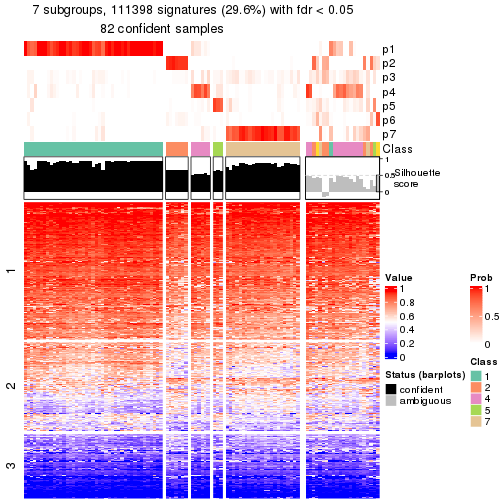 7 subgroups, 111398 signatures (29.6%) with fdr < 0.05
82 confident samples
p1
p2
p3
p4
p5
p6
p7
Class
1
0.5
0
Silhouette
score
1
2
3
Value
1
0.8
0.6
0.4
0.2
0
Prob
1
0.5
0
Status (barplots)
confident
ambiguous
Class
1
2
4
5
7